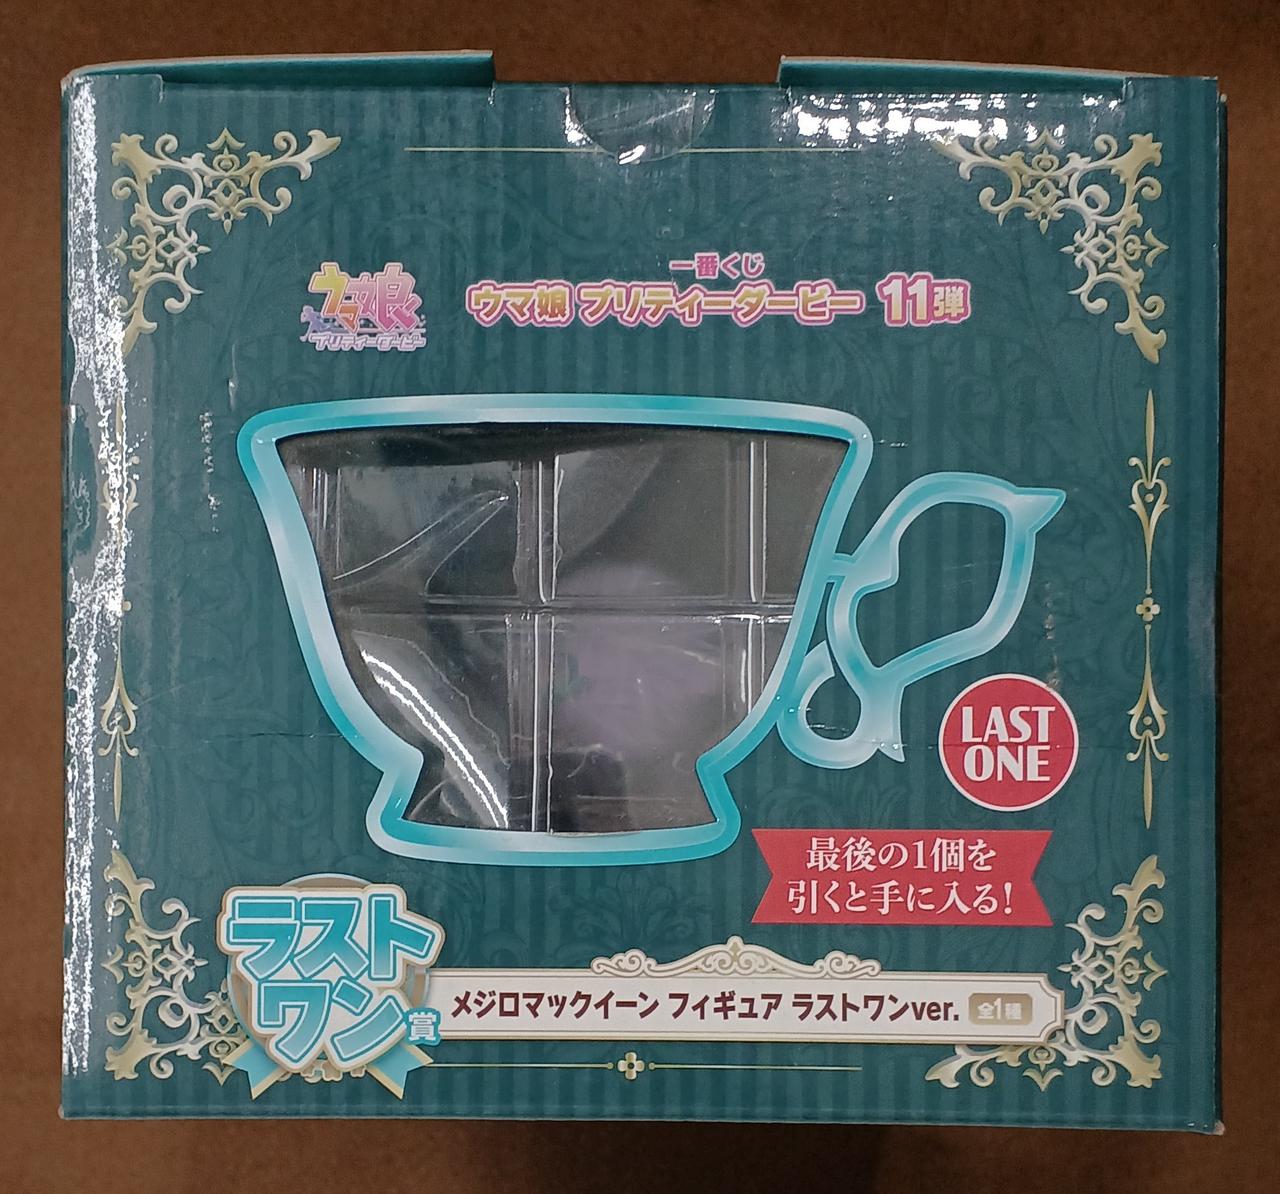 ウマ娘
プリティーダービー
一番くじ
ウマ娘 プリティーダービー 11弾
LAST
ONE
最後の1個を
引くと手に入る!
ラスト
ワン賞
メジロマックイーン フィギュア ラストワンver. 全1種